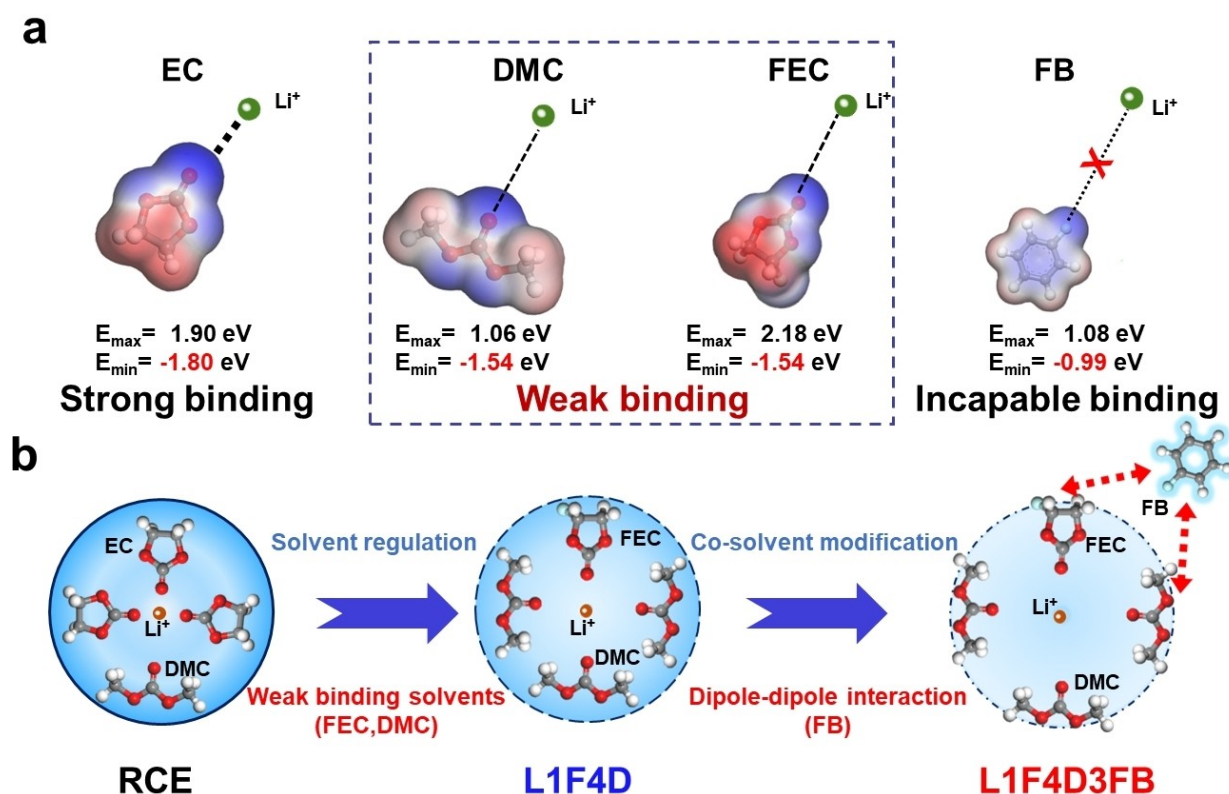 a
EC
DMC
FEC
FB
Li⁺
Li⁺
Li⁺
Li⁺
X
Eₘₐₓ= 1.90 eV
Eₘᵢₙ= -1.80 eV
Eₘₐₓ= 1.06 eV
Eₘᵢₙ= -1.54 eV
Eₘₐₓ= 2.18 eV
Eₘᵢₙ= -1.54 eV
Eₘₐₓ= 1.08 eV
Eₘᵢₙ= -0.99 eV
Strong binding
Weak binding
Incapable binding
b
EC
Li⁺
DMC
RCE
Solvent regulation
Weak binding solvents
(FEC,DMC)
FEC
Li⁺
DMC
L1F4D
Co-solvent modification
Dipole-dipole interaction
(FB)
FB
FEC
Li⁺
DMC
L1F4D3FB